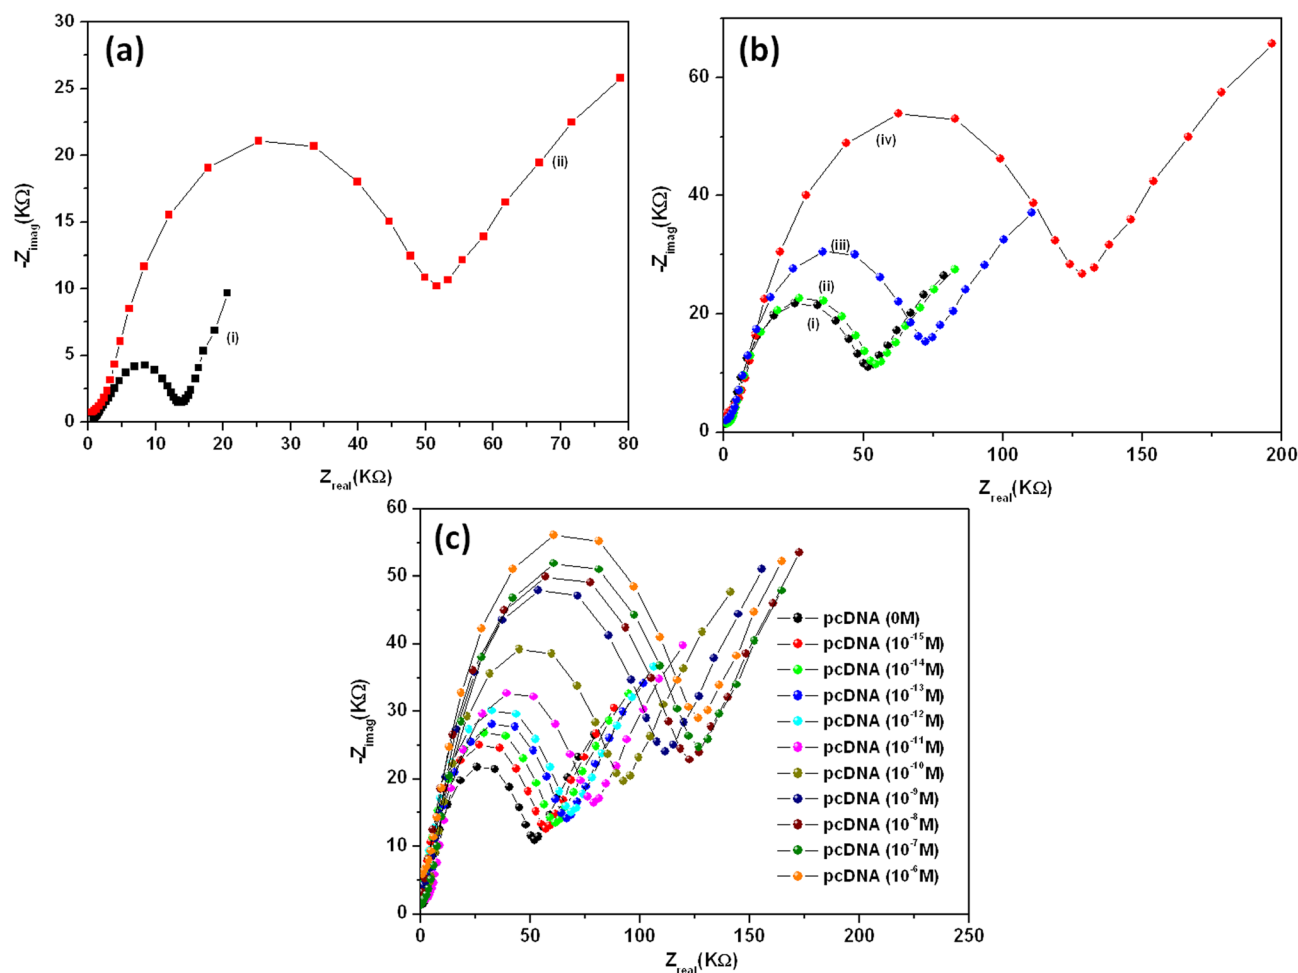 (a)
30
25
20
15
10
5
0
-Z_imag(KΩ)
(ii)
(i)
0 10 20 30 40 50 60 70 80
Z_real(KΩ)
(b)
60
40
20
0
-Z_imag(KΩ)
(iv)
(iii)
(ii)
(i)
0 50 100 150 200
Z_real(KΩ)
(c)
60
50
40
30
20
10
0
-Z_imag(KΩ)
pcDNA (0M)
pcDNA (10⁻¹⁵M)
pcDNA (10⁻¹⁴M)
pcDNA (10⁻¹³M)
pcDNA (10⁻¹²M)
pcDNA (10⁻¹¹M)
pcDNA (10⁻¹⁰M)
pcDNA (10⁻⁹M)
pcDNA (10⁻⁸M)
pcDNA (10⁻⁷M)
pcDNA (10⁻⁶M)
0 50 100 150 200 250
Z_real(KΩ)